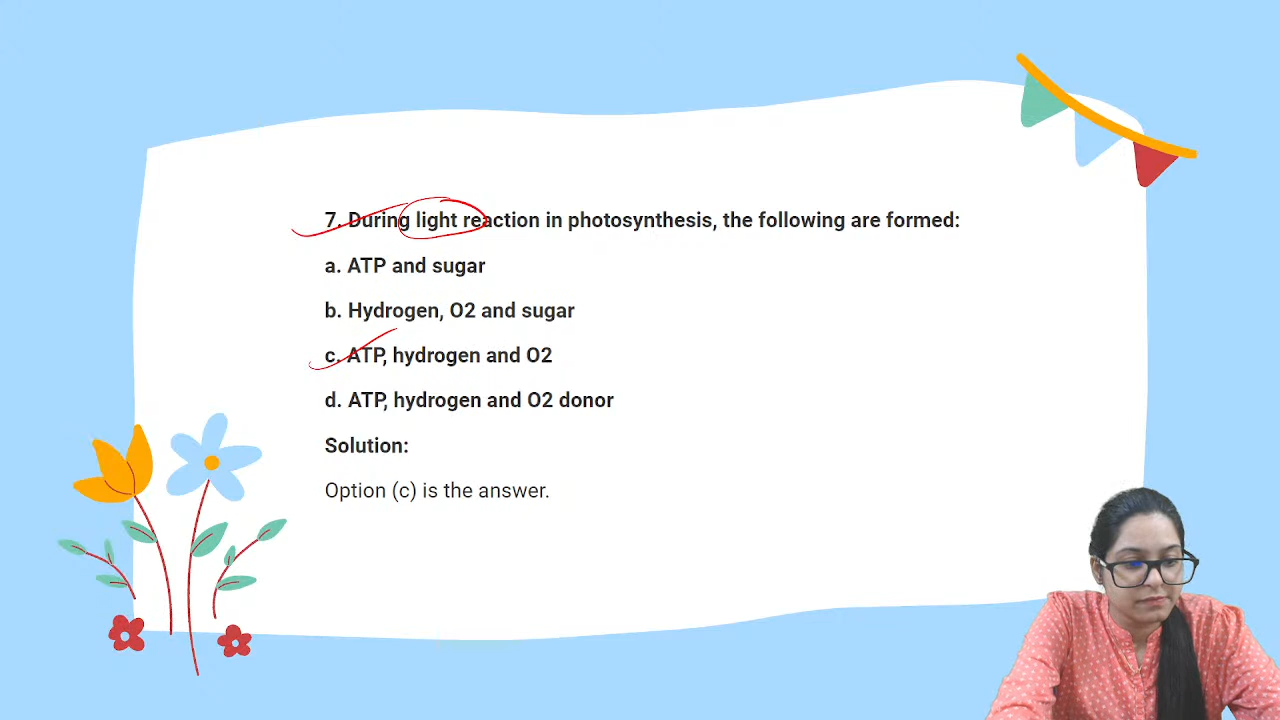 7. During light reaction in photosynthesis, the following are formed:
a. ATP and sugar
b. Hydrogen, O2 and sugar
c. ATP, hydrogen and O2
d. ATP, hydrogen and O2 donor
Solution:
Option (c) is the answer.